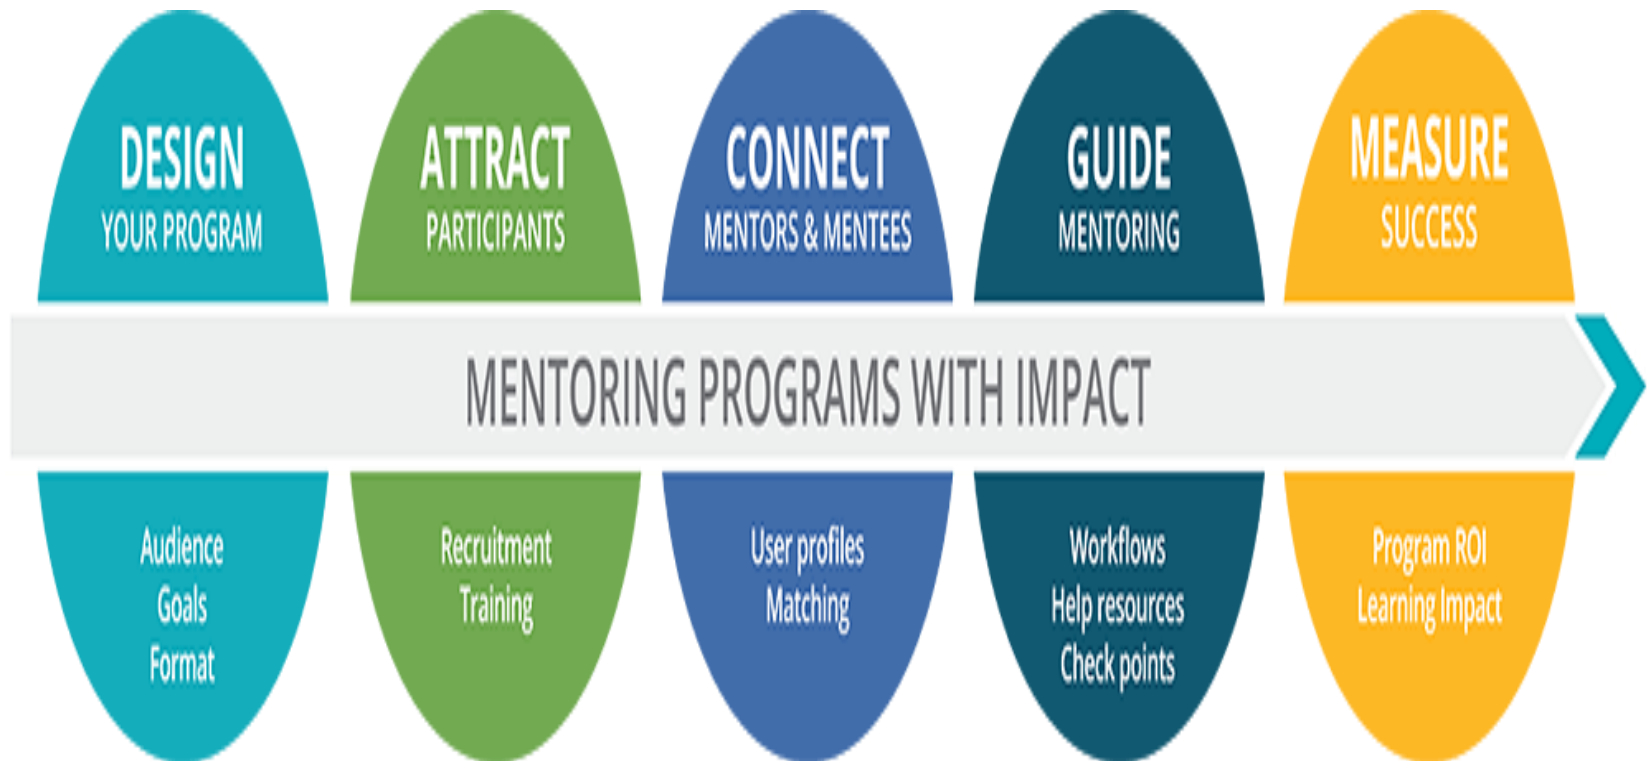 DESIGN
YOUR PROGRAM
ATTRACT
PARTICIPANTS
CONNECT
MENTORS & MENTEES
GUIDE
MENTORING
MEASURE
SUCCESS
MENTORING PROGRAMS WITH IMPACT
Audience
Goals
Format
Recruitment
Training
User profiles
Matching
Workflows
Help resources
Check points
Program ROI
Learning Impact